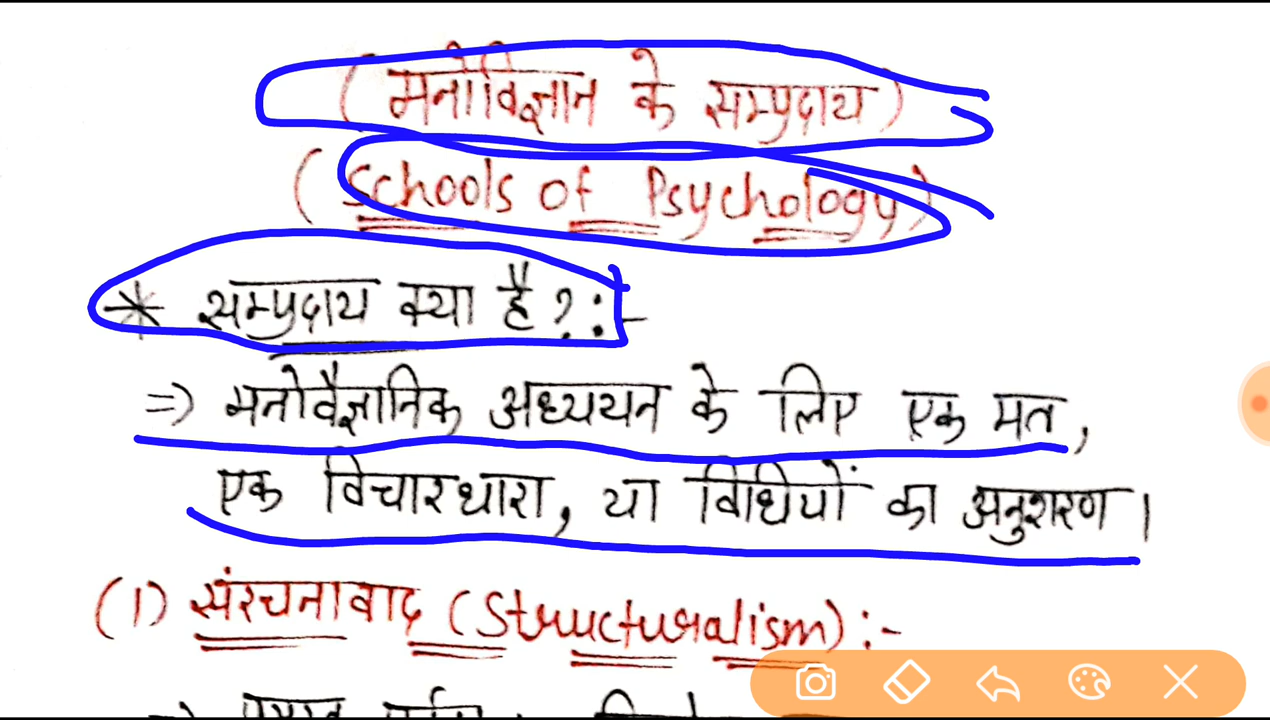 (मनोविज्ञान के सम्प्रदाय)
(Schools of Psychology)
* सम्प्रदाय क्या है ? :-
=> मनोवैज्ञानिक अध्ययन के लिए एक मत,
एक विचारधारा, या विधियों का अनुशरण।
(1) संरचनावाद (Structuralism) :-